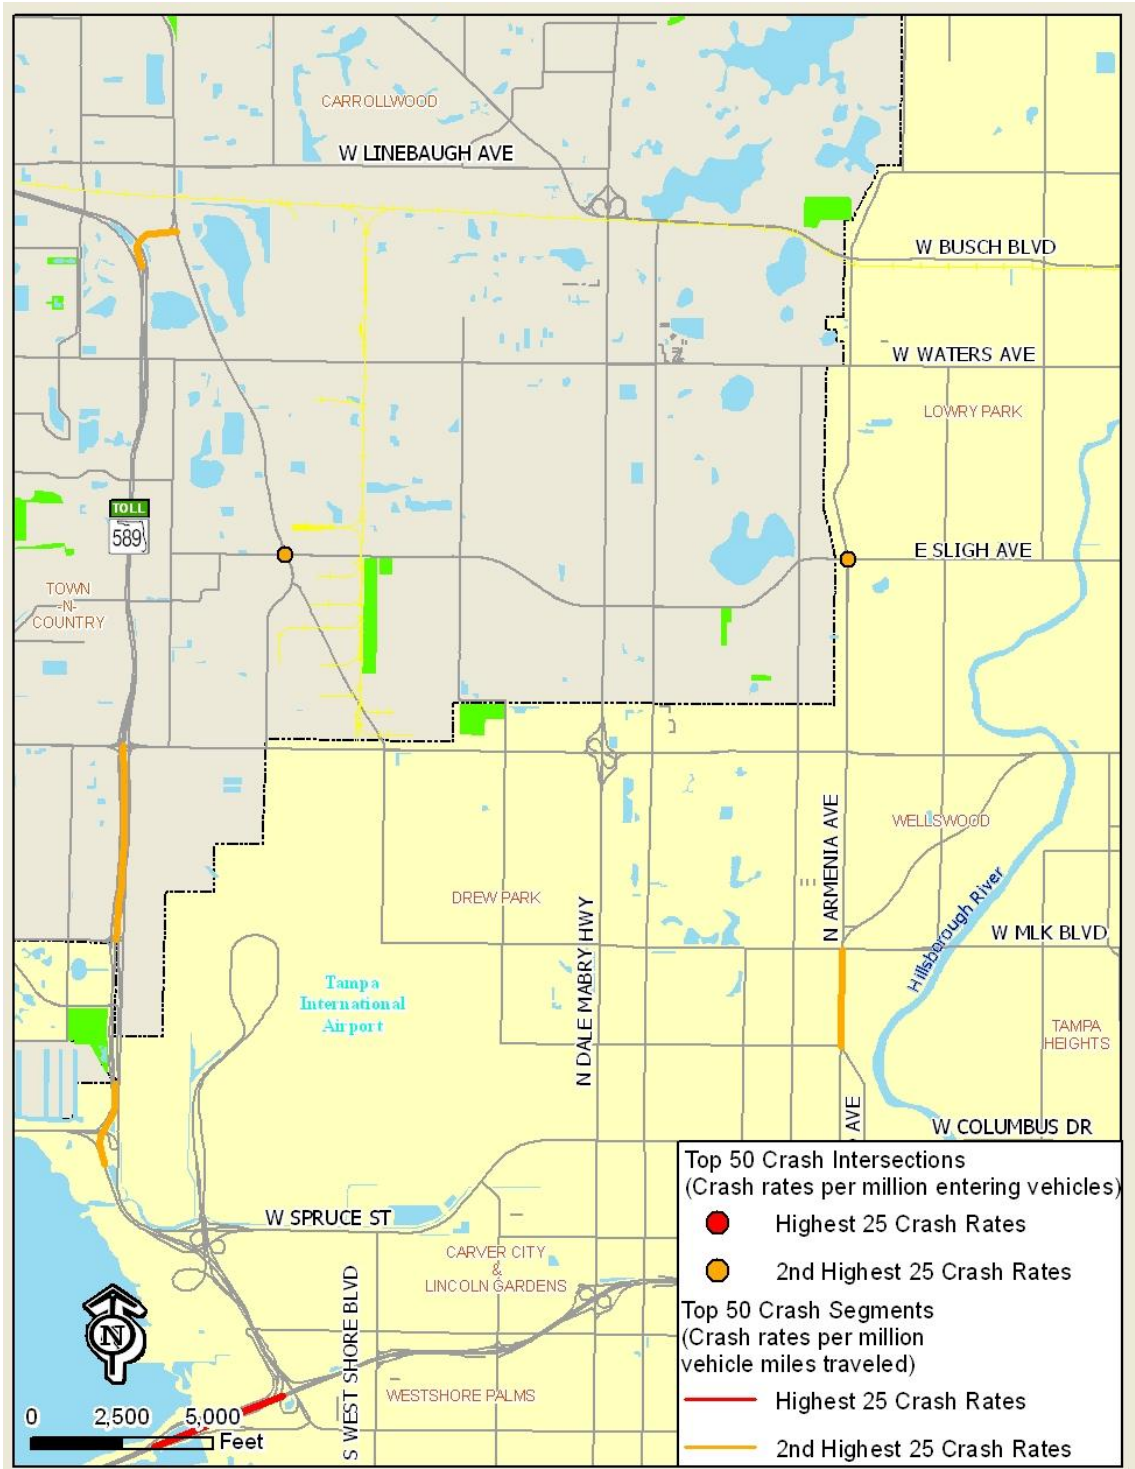 CARROLLWOOD
W LINEBAUGH AVE
W BUSCH BLVD
W WATERS AVE
LOWRY PARK
TOLL
589
E SLIGH AVE
TOWN
-N-
COUNTRY
N ARMENIA AVE
WELLSWOOD
DREW PARK
N DALE MABRY HWY
Hillsborough River
W MLK BLVD
Tampa
International
Airport
TAMPA
HEIGHTS
AVE
W COLUMBUS DR
W SPRUCE ST
CARVER CITY
&
LINCOLN GARDENS
S WEST SHORE BLVD
WESTSHORE PALMS
N
0 2,500 5,000
Feet
Top 50 Crash Intersections
(Crash rates per million entering vehicles)
Highest 25 Crash Rates
2nd Highest 25 Crash Rates
Top 50 Crash Segments
(Crash rates per million
vehicle miles traveled)
Highest 25 Crash Rates
2nd Highest 25 Crash Rates